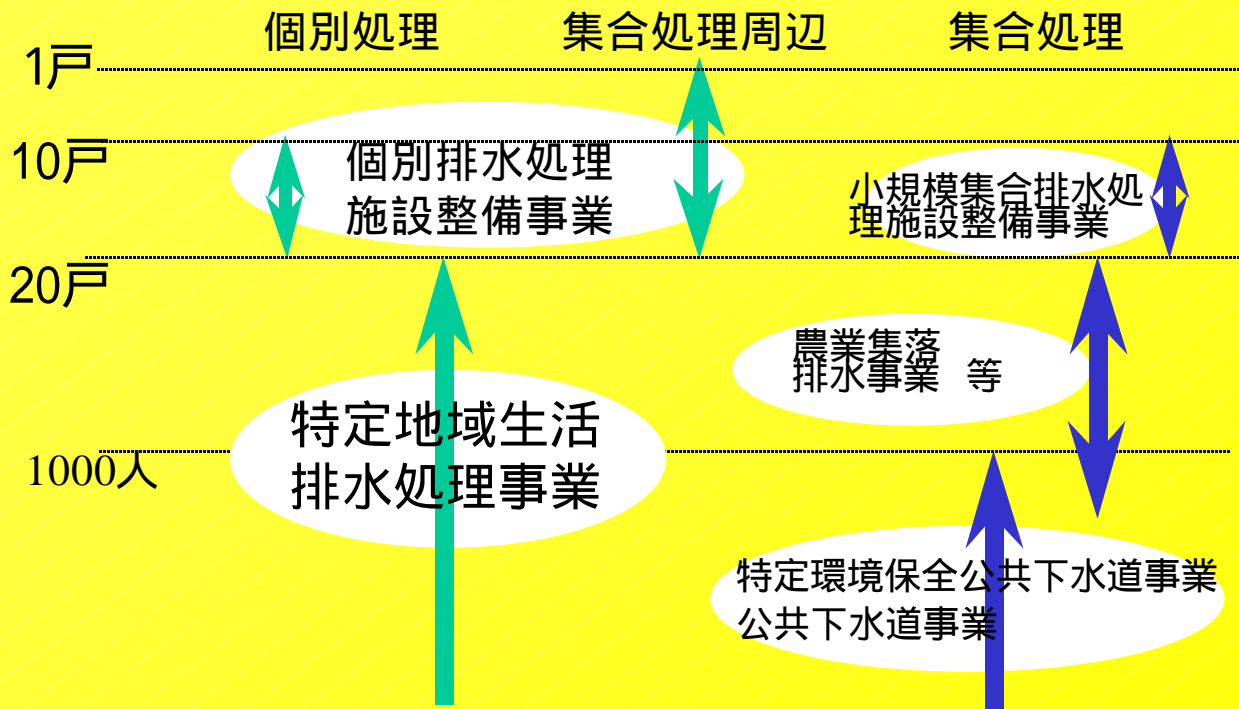 個別処理
集合処理周辺
集合処理
1戸
10戸
個別排水処理
施設整備事業
小規模集合排水処
理施設整備事業
20戸
農業集落
排水事業 等
特定地域生活
排水処理事業
1000人
特定環境保全公共下水道事業
公共下水道事業